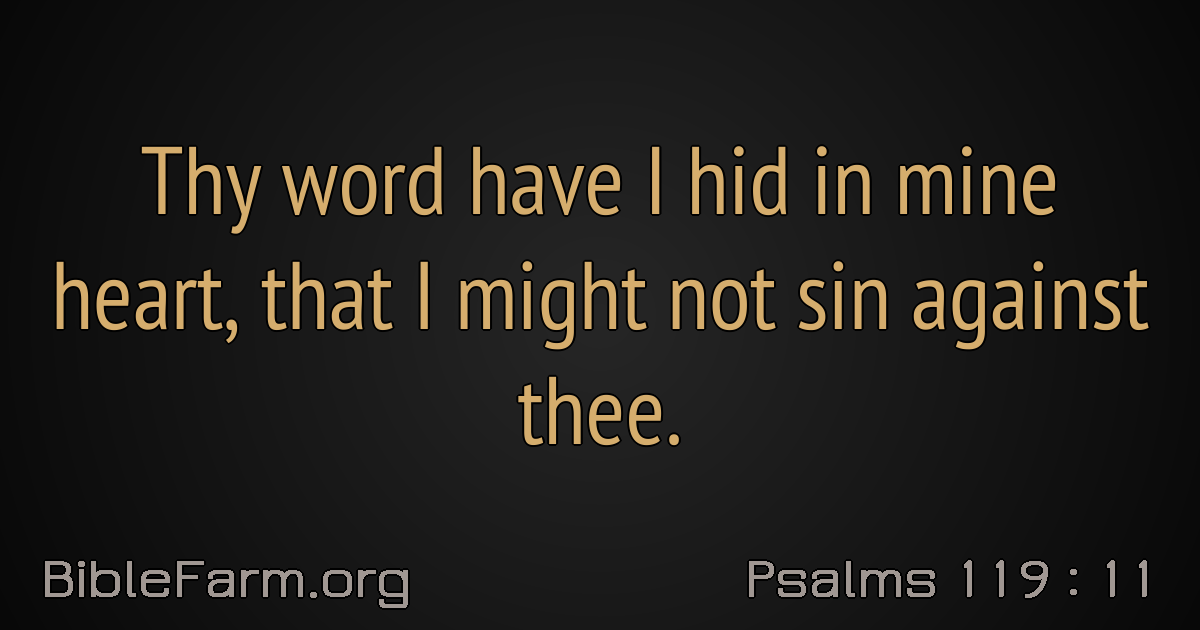 Thy word have I hid in mine
heart, that I might not sin against
thee.
BibleFarm.org
Psalms 119:11